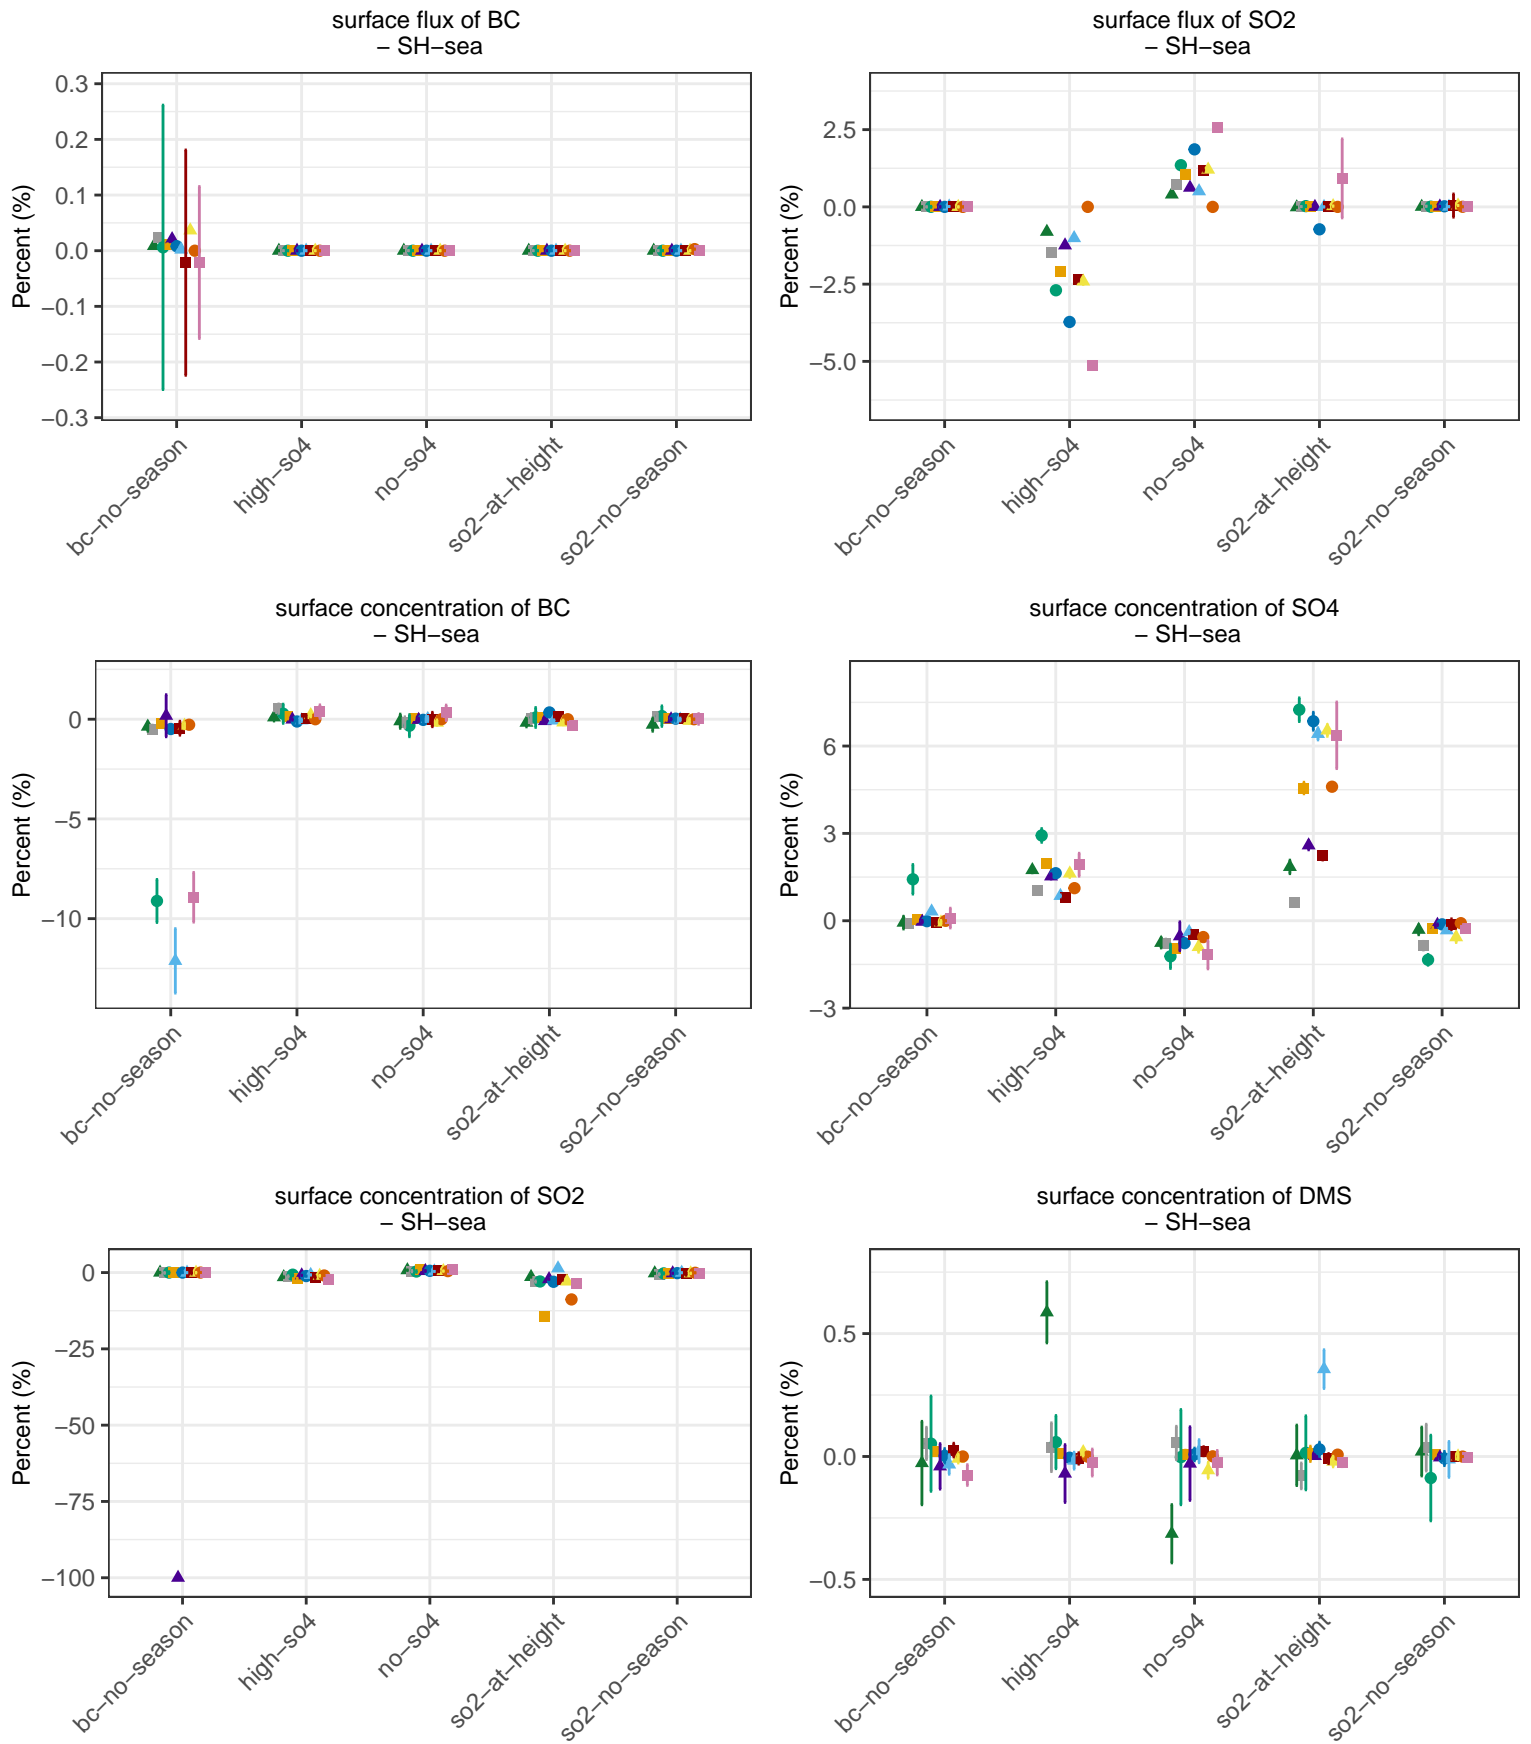 surface flux of BC
− SH−sea
Percent (%)
0.3
0.2
0.1
0.0
−0.1
−0.2
−0.3
bc−no−season
high−so4
no−so4
so2−at−height
so2−no−season
surface flux of SO2
− SH−sea
Percent (%)
2.5
0.0
−2.5
−5.0
bc−no−season
high−so4
no−so4
so2−at−height
so2−no−season
surface concentration of BC
− SH−sea
Percent (%)
0
−5
−10
bc−no−season
high−so4
no−so4
so2−at−height
so2−no−season
surface concentration of SO4
− SH−sea
Percent (%)
6
3
0
−3
bc−no−season
high−so4
no−so4
so2−at−height
so2−no−season
surface concentration of SO2
− SH−sea
Percent (%)
0
−25
−50
−75
−100
bc−no−season
high−so4
no−so4
so2−at−height
so2−no−season
surface concentration of DMS
− SH−sea
Percent (%)
0.5
0.0
−0.5
bc−no−season
high−so4
no−so4
so2−at−height
so2−no−season